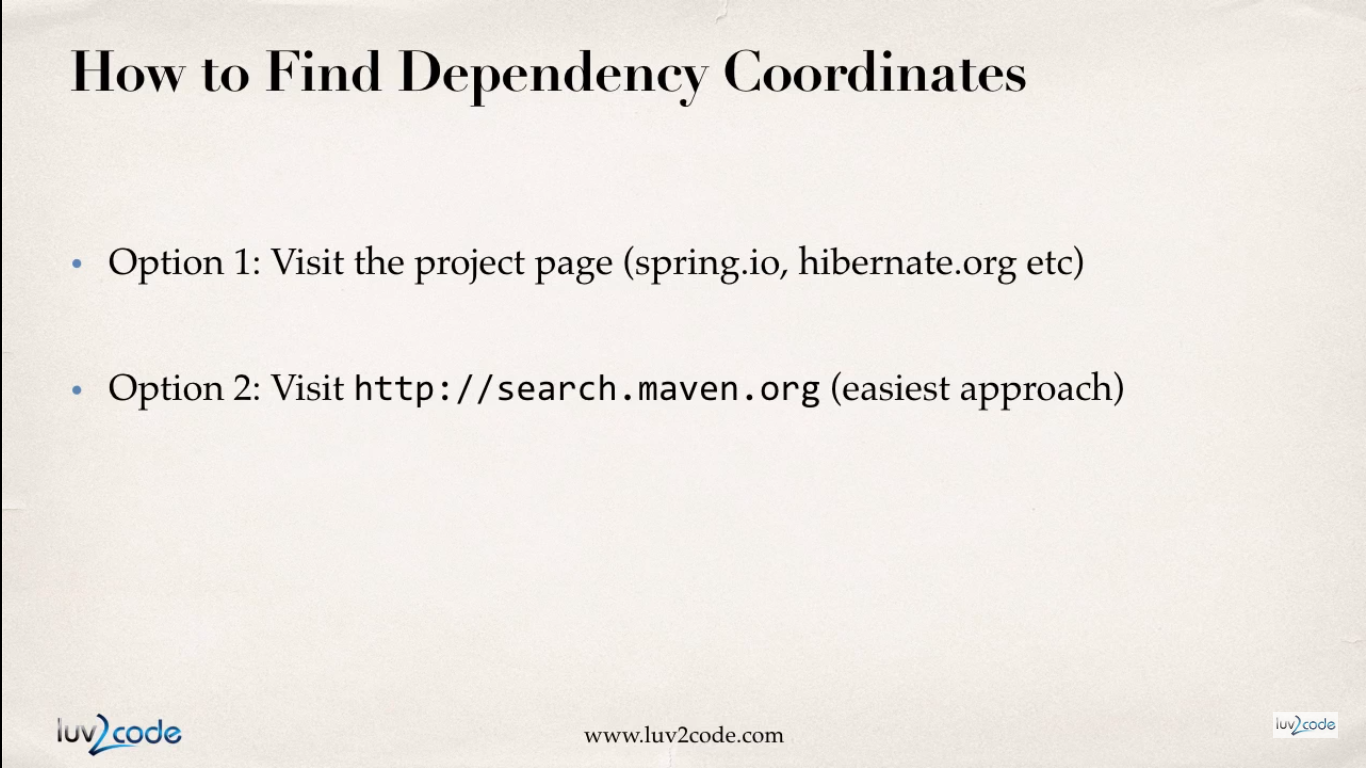 How to Find Dependency Coordinates
• Option 1: Visit the project page (spring.io, hibernate.org etc)
• Option 2: Visit http://search.maven.org (easiest approach)
luv2code
www.luv2code.com
luv2code